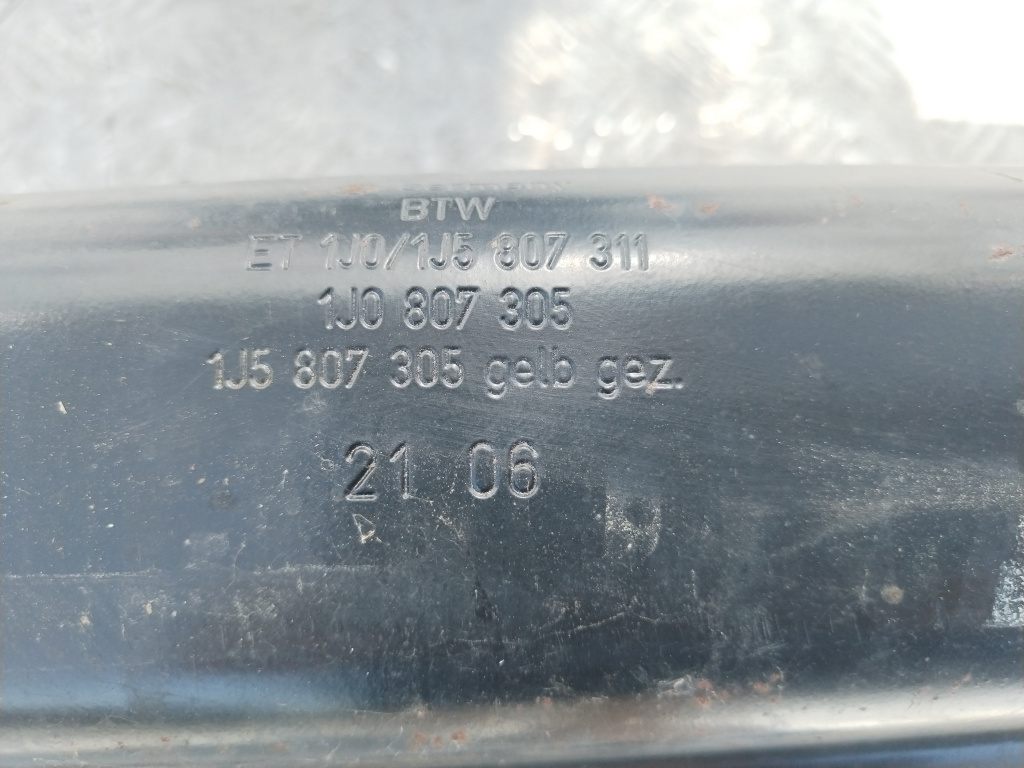 BTW
ET 1J0/1J5 807 311
1J0 807 305
1J5 807 305 gelb gez.
21 06